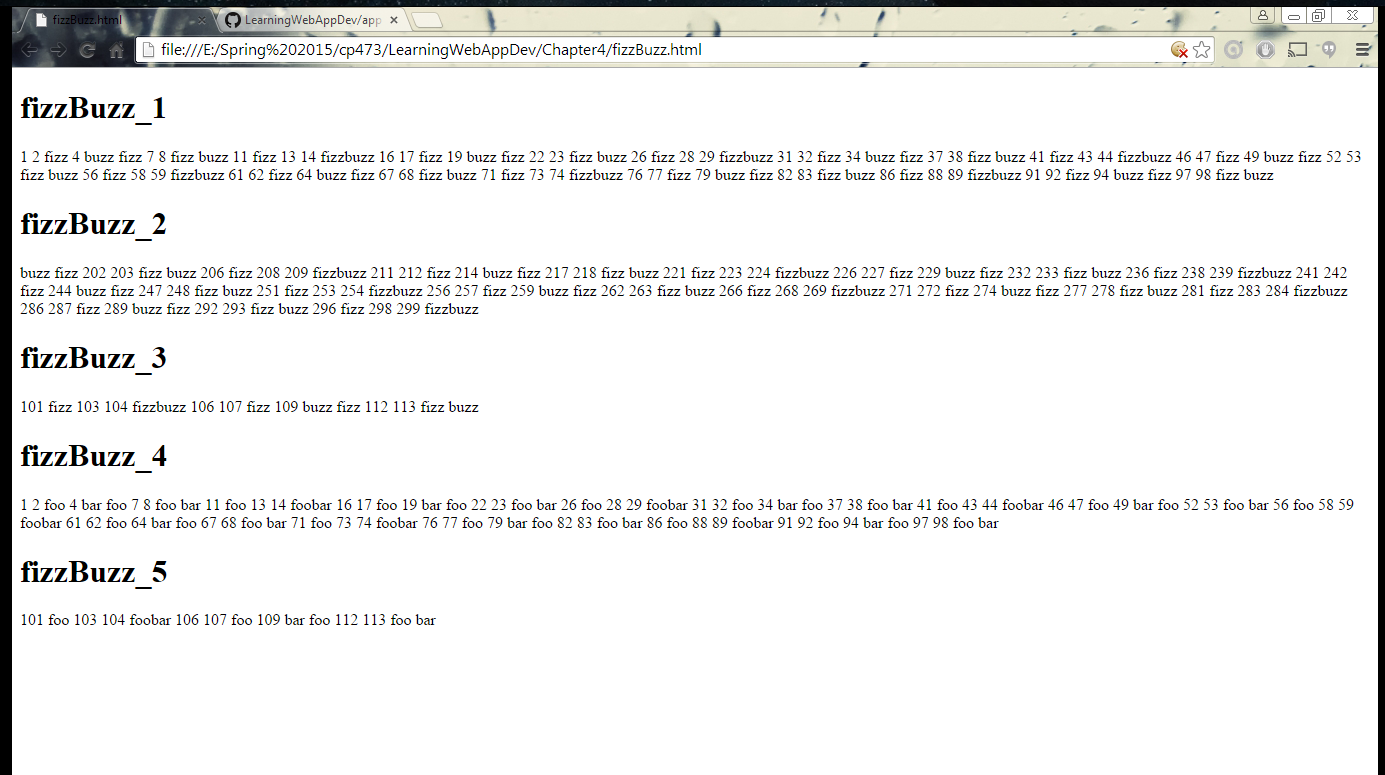 fizzBuzz.html
LearningWebAppDev/app
file:///E:/Spring%202015/cp473/LearningWebAppDev/Chapter4/fizzBuzz.html
fizzBuzz_1
1 2 fizz 4 buzz fizz 7 8 fizz buzz 11 fizz 13 14 fizzbuzz 16 17 fizz 19 buzz fizz 22 23 fizz buzz 26 fizz 28 29 fizzbuzz 31 32 fizz 34 buzz fizz 37 38 fizz buzz 41 fizz 43 44 fizzbuzz 46 47 fizz 49 buzz fizz 52 53
fizz buzz 56 fizz 58 59 fizzbuzz 61 62 fizz 64 buzz fizz 67 68 fizz buzz 71 fizz 73 74 fizzbuzz 76 77 fizz 79 buzz fizz 82 83 fizz buzz 86 fizz 88 89 fizzbuzz 91 92 fizz 94 buzz fizz 97 98 fizz buzz
fizzBuzz_2
buzz fizz 202 203 fizz buzz 206 fizz 208 209 fizzbuzz 211 212 fizz 214 buzz fizz 217 218 fizz buzz 221 fizz 223 224 fizzbuzz 226 227 fizz 229 buzz fizz 232 233 fizz buzz 236 fizz 238 239 fizzbuzz 241 242
fizz 244 buzz fizz 247 248 fizz buzz 251 fizz 253 254 fizzbuzz 256 257 fizz 259 buzz fizz 262 263 fizz buzz 266 fizz 268 269 fizzbuzz 271 272 fizz 274 buzz fizz 277 278 fizz buzz 281 fizz 283 284 fizzbuzz
286 287 fizz 289 buzz fizz 292 293 fizz buzz 296 fizz 298 299 fizzbuzz
fizzBuzz_3
101 fizz 103 104 fizzbuzz 106 107 fizz 109 buzz fizz 112 113 fizz buzz
fizzBuzz_4
1 2 foo 4 bar foo 7 8 foo bar 11 foo 13 14 foobar 16 17 foo 19 bar foo 22 23 foo bar 26 foo 28 29 foobar 31 32 foo 34 bar foo 37 38 foo bar 41 foo 43 44 foobar 46 47 foo 49 bar foo 52 53 foo bar 56 foo 58 59
foobar 61 62 foo 64 bar foo 67 68 foo bar 71 foo 73 74 foobar 76 77 foo 79 bar foo 82 83 foo bar 86 foo 88 89 foobar 91 92 foo 94 bar foo 97 98 foo bar
fizzBuzz_5
101 foo 103 104 foobar 106 107 foo 109 bar foo 112 113 foo bar